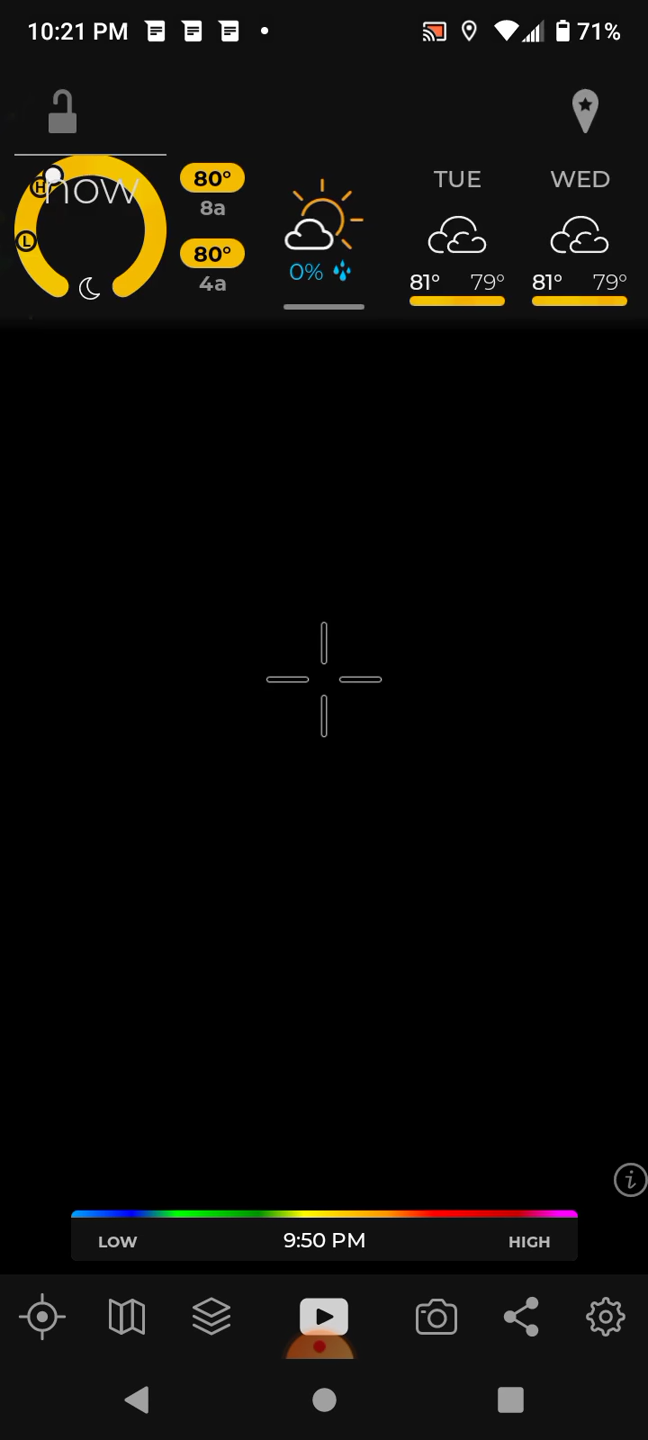 10:21 PM 71%
now
H
L
80°
8a
80°
4a
0%
TUE
81° 79°
WED
81° 79°
i
LOW 9:50 PM HIGH